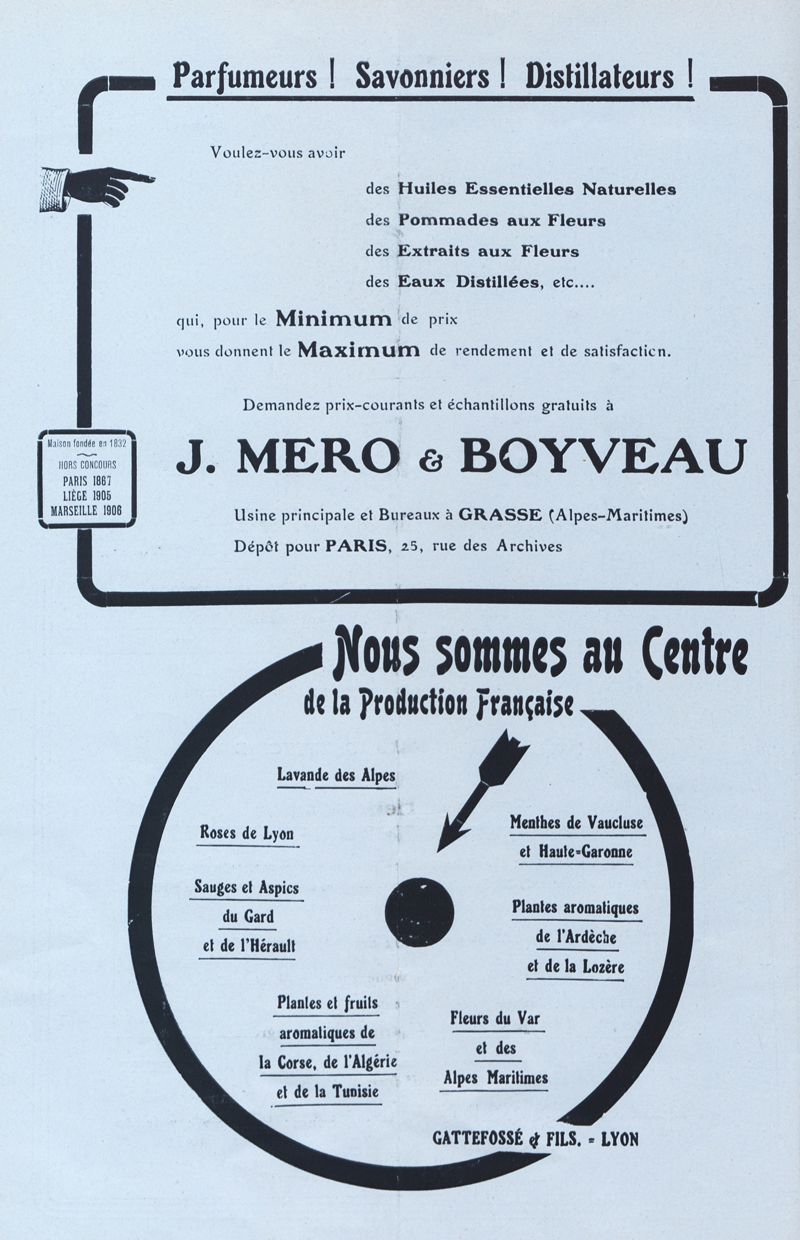 Parfumeurs ! Savonniers ! Distillateurs !
Voulez-vous avoir
des Huiles Essentielles Naturelles
des Pommades aux Fleurs
des Extraits aux Fleurs
des Eaux Distillées, etc....
qui, pour le Minimum de prix
vous donnent le Maximum de rendement et de satisfaction.
Demandez prix-courants et échantillons gratuits à
J. MERO & BOYVEAU
Usine principale et Bureaux à GRASSE (Alpes-Maritimes)
Dépôt pour PARIS, 25, rue des Archives
Maison fondée en 1832
HORS CONCOURS
PARIS 1867
LIÈGE 1905
MARSEILLE 1906
Nous sommes au Centre
de la Production Française
Lavande des Alpes
Roses de Lyon
Sauges et Aspics
du Gard
et de l'Hérault
Plantes et fruits
aromatiques de
la Corse, de l'Algérie
et de la Tunisie
Menthes de Vaucluse
et Haute-Garonne
Plantes aromatiques
de l'Ardèche
et de la Lozère
Fleurs du Var
et des
Alpes Maritimes
GATTEFOSSÉ & FILS. = LYON